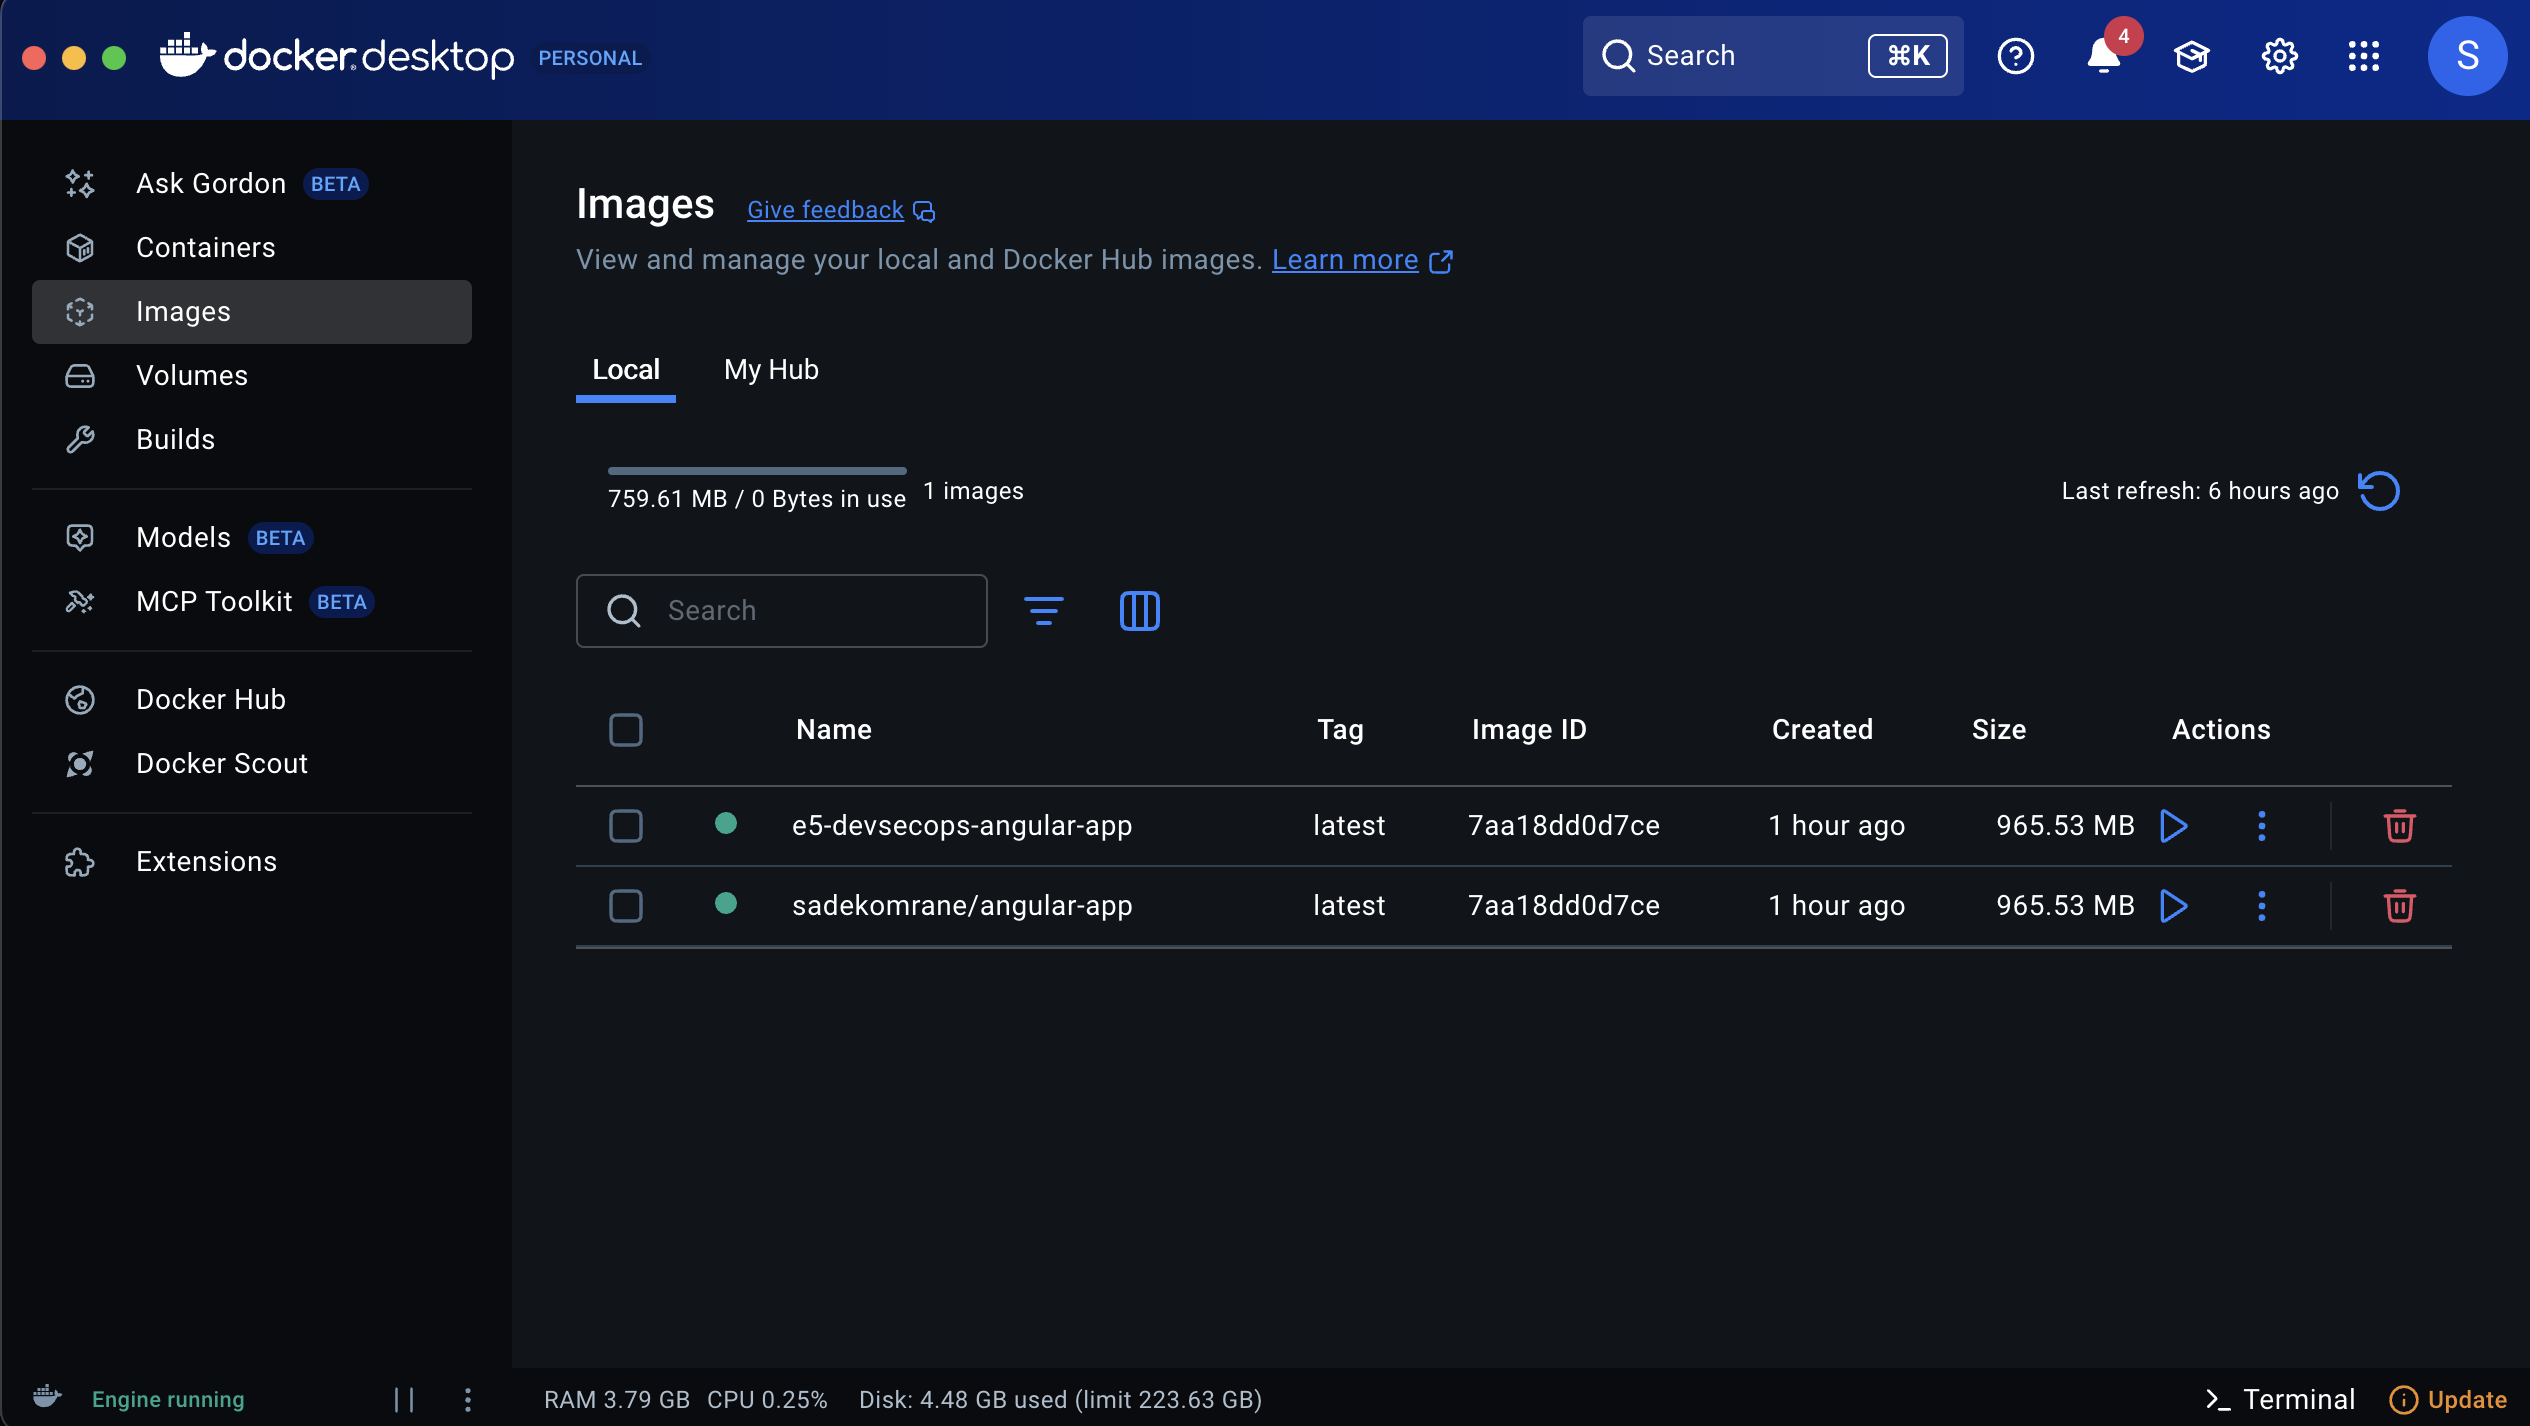 docker.desktop PERSONAL Search ⌘K 4 S
Ask Gordon BETA
Containers
Images
Volumes
Builds
Models BETA
MCP Toolkit BETA
Docker Hub
Docker Scout
Extensions
Images Give feedback
View and manage your local and Docker Hub images. Learn more
Local My Hub
759.61 MB / 0 Bytes in use 1 images Last refresh: 6 hours ago
Search
Name Tag Image ID Created Size Actions
e5-devsecops-angular-app latest 7aa18dd0d7ce 1 hour ago 965.53 MB
sadekomrane/angular-app latest 7aa18dd0d7ce 1 hour ago 965.53 MB
Engine running RAM 3.79 GB CPU 0.25% Disk: 4.48 GB used (limit 223.63 GB) Terminal Update